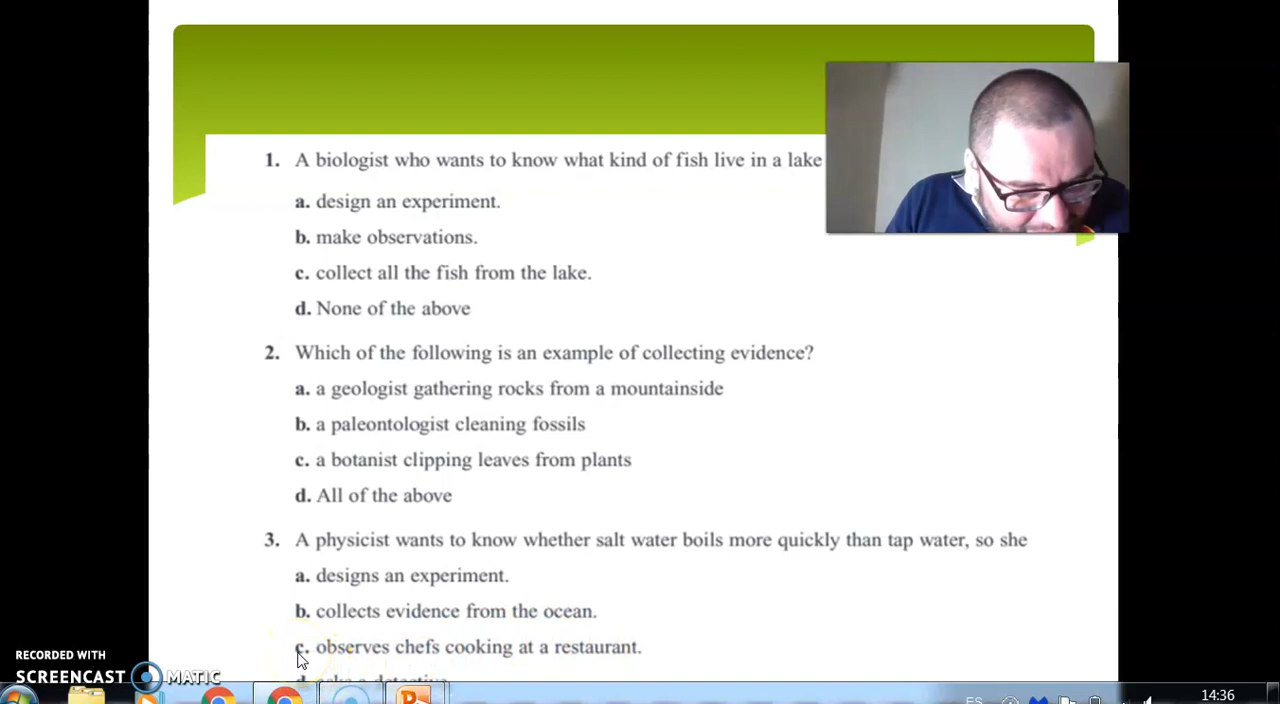 1. A biologist who wants to know what kind of fish live in a lake
a. design an experiment.
b. make observations.
c. collect all the fish from the lake.
d. None of the above
2. Which of the following is an example of collecting evidence?
a. a geologist gathering rocks from a mountainside
b. a paleontologist cleaning fossils
c. a botanist clipping leaves from plants
d. All of the above
3. A physicist wants to know whether salt water boils more quickly than tap water, so she
a. designs an experiment.
b. collects evidence from the ocean.
c. observes chefs cooking at a restaurant.
RECORDED WITH
SCREENCAST MATIC
ES 14:36